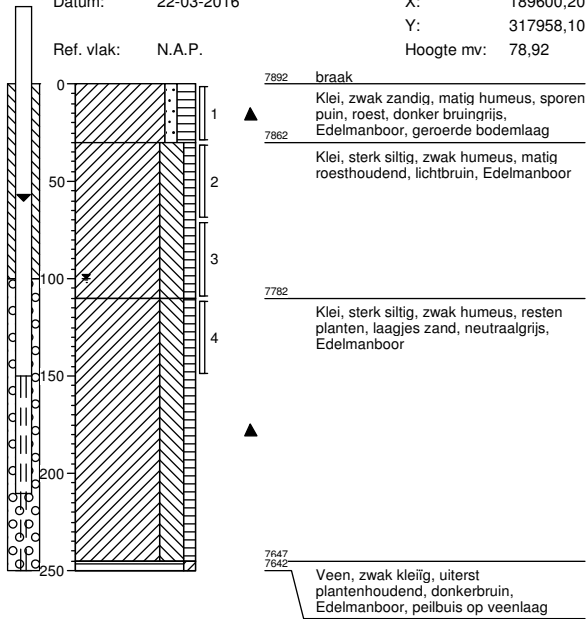 Datum: 22-03-2016 X: 189600,20
Y: 317958,10
Ref. vlak: N.A.P. Hoogte mv: 78,92
0
50
100
150
200
250
1
2
3
4
7892 braak
Klei, zwak zandig, matig humeus, sporen
puin, roest, donker bruingrijs,
Edelmanboor, geroerde bodemlaag
7862
Klei, sterk siltig, zwak humeus, matig
roesthoudend, lichtbruin, Edelmanboor
7782
Klei, sterk siltig, zwak humeus, resten
planten, laagjes zand, neutraalgrijs,
Edelmanboor
7647
7642
Veen, zwak kleiïg, uiterst
plantenhoudend, donkerbruin,
Edelmanboor, peilbuis op veenlaag